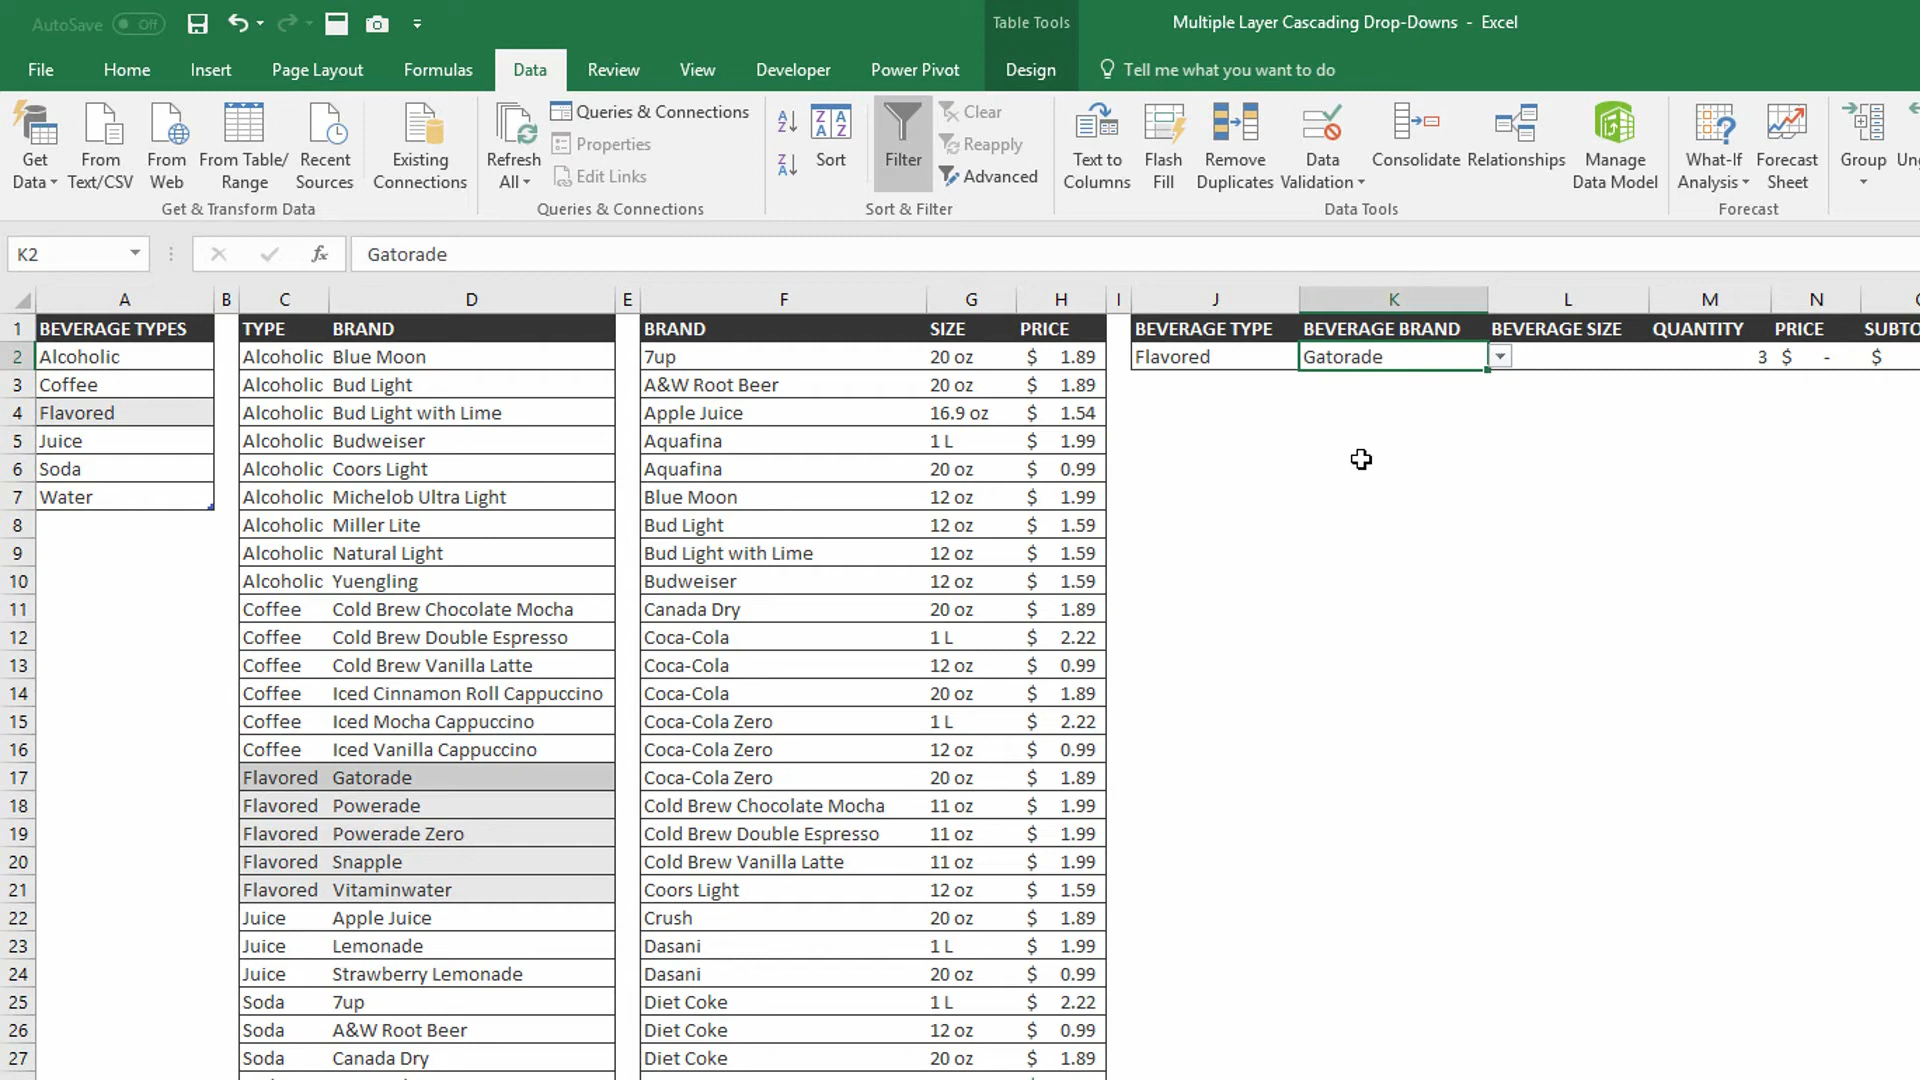 AutoSave Off
Table Tools
Multiple Layer Cascading Drop-Downs - Excel
File Home Insert Page Layout Formulas Data Review View Developer Power Pivot Design Tell me what you want to do
Get Data
From Text/CSV
From Web
From Table/ Range
Recent Sources
Existing Connections
Get & Transform Data
Refresh All
Queries & Connections
Properties
Edit Links
Queries & Connections
Sort
Filter
Clear
Reapply
Advanced
Sort & Filter
Text to Columns
Flash Fill
Remove Duplicates
Data Validation
Consolidate
Relationships
Manage Data Model
Data Tools
What-If Analysis
Forecast Sheet
Forecast
Group
K2 fx Gatorade
A B C D E F G H I J K L M N
1 BEVERAGE TYPES TYPE BRAND BRAND SIZE PRICE BEVERAGE TYPE BEVERAGE BRAND BEVERAGE SIZE QUANTITY PRICE
2 Alcoholic Alcoholic Blue Moon 7up 20 oz $ 1.89 Flavored Gatorade 3 $ - $
3 Coffee Alcoholic Bud Light A&W Root Beer 20 oz $ 1.89
4 Flavored Alcoholic Bud Light with Lime Apple Juice 16.9 oz $ 1.54
5 Juice Alcoholic Budweiser Aquafina 1 L $ 1.99
6 Soda Alcoholic Coors Light Aquafina 20 oz $ 0.99
7 Water Alcoholic Michelob Ultra Light Blue Moon 12 oz $ 1.99
8 Alcoholic Miller Lite Bud Light 12 oz $ 1.59
9 Alcoholic Natural Light Bud Light with Lime 12 oz $ 1.59
10 Alcoholic Yuengling Budweiser 12 oz $ 1.59
11 Coffee Cold Brew Chocolate Mocha Canada Dry 20 oz $ 1.89
12 Coffee Cold Brew Double Espresso Coca-Cola 1 L $ 2.22
13 Coffee Cold Brew Vanilla Latte Coca-Cola 12 oz $ 0.99
14 Coffee Iced Cinnamon Roll Cappuccino Coca-Cola 20 oz $ 1.89
15 Coffee Iced Mocha Cappuccino Coca-Cola Zero 1 L $ 2.22
16 Coffee Iced Vanilla Cappuccino Coca-Cola Zero 12 oz $ 0.99
17 Flavored Gatorade Coca-Cola Zero 20 oz $ 1.89
18 Flavored Powerade Cold Brew Chocolate Mocha 11 oz $ 1.99
19 Flavored Powerade Zero Cold Brew Double Espresso 11 oz $ 1.99
20 Flavored Snapple Cold Brew Vanilla Latte 11 oz $ 1.99
21 Flavored Vitaminwater Coors Light 12 oz $ 1.59
22 Juice Apple Juice Crush 20 oz $ 1.89
23 Juice Lemonade Dasani 1 L $ 1.99
24 Juice Strawberry Lemonade Dasani 20 oz $ 0.99
25 Soda 7up Diet Coke 1 L $ 2.22
26 Soda A&W Root Beer Diet Coke 12 oz $ 0.99
27 Soda Canada Dry Diet Coke 20 oz $ 1.89